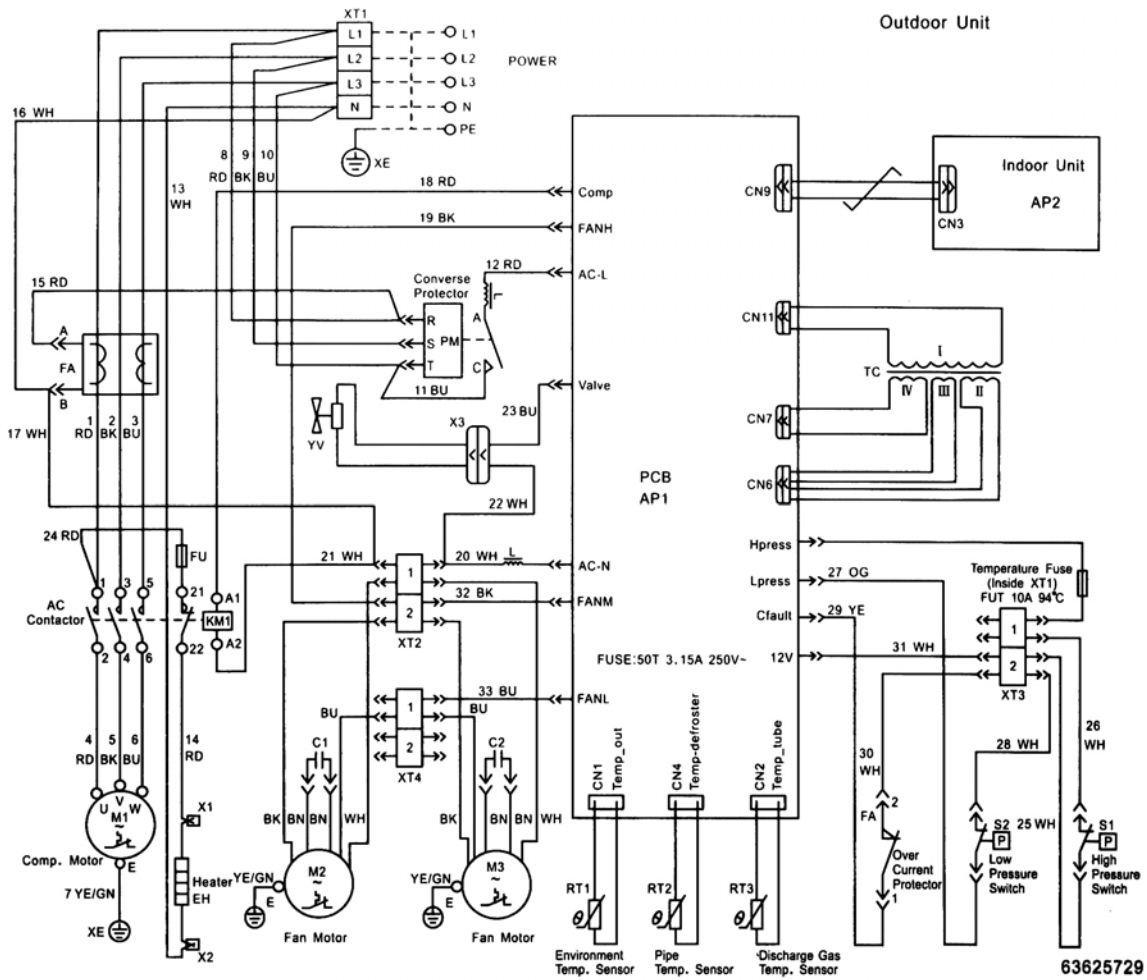 Outdoor Unit
XT1
L1
L2
L3
N
L1
L2
L3
N
PE
POWER
XE
16 WH
8
RD
9
BK
10
BU
13
WH
18 RD
19 BK
12 RD
15 RD
Converse
Protector
R
S
T
PM
A
C
L
11 BU
A
FA
B
1
RD
2
BK
3
BU
17 WH
YV
X3
23 BU
22 WH
Comp
FANH
AC-L
Valve
AC-N
FANM
FANL
PCB
AP1
FUSE:50T 3.15A 250V~
CN9
CN11
CN7
CN6
Hpress
Lpress
Cfault
12V
Indoor Unit
AP2
CN3
TC
I
IV
III
II
24 RD
FU
21 WH
20 WH
L
32 BK
1
2
XT2
AC
Contactor
1
3
5
2
4
6
21
22
A1
KM1
A2
33 BU
BU
BU
1
2
XT4
27 OG
29 YE
31 WH
Temperature Fuse
(Inside XT1)
FUT 10A 94℃
1
2
XT3
4
RD
5
BK
6
BU
14
RD
U
V
W
M1
~
Comp. Motor
E
7 YE/GN
XE
X1
Heater
EH
X2
C1
BK
BN
BN
WH
M2
~
YE/GN
E
Fan Motor
C2
BK
BN
BN
WH
M3
~
YE/GN
E
Fan Motor
CN1
Temp_out
CN4
Temp-defroster
CN2
Temp_tube
RT1
θ
RT2
θ
RT3
θ
Environment
Temp. Sensor
Pipe
Temp. Sensor
Discharge Gas
Temp. Sensor
30
WH
2
FA
Over
Current
Protector
1
28 WH
S2
P
25 WH
Low
Pressure
Switch
26
WH
S1
P
High
Pressure
Switch
63625729